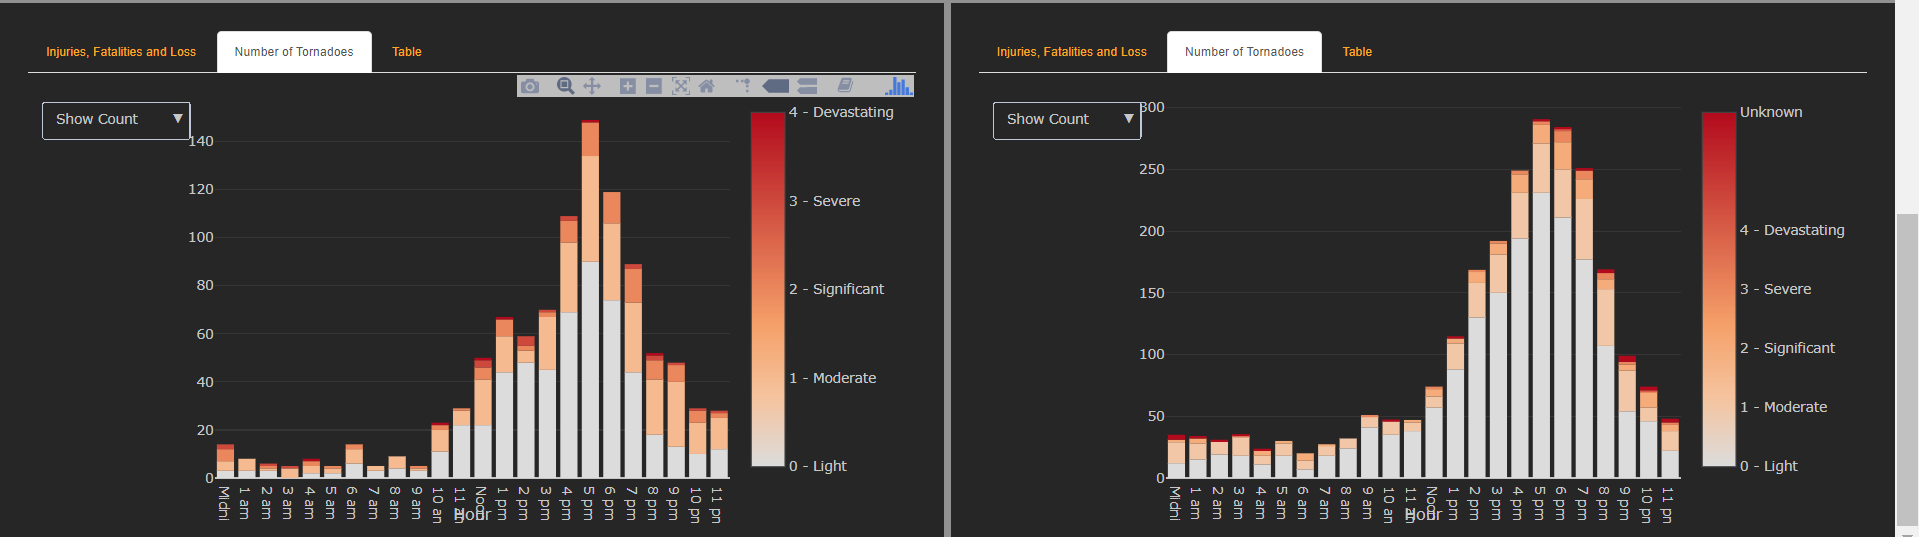 Injuries, Fatalities and Loss Number of Tornadoes Table
Show Count ▼
140
120
100
80
60
40
20
0
Midni 1 am 2 am 3 am 4 am 5 am 6 am 7 am 8 am 9 am 10 an 11 an Noon 1 pm 2 pm 3 pm 4 pm 5 pm 6 pm 7 pm 8 pm 9 pm 10 pn 11 pn
Hour
4 - Devastating
3 - Severe
2 - Significant
1 - Moderate
0 - Light
Injuries, Fatalities and Loss Number of Tornadoes Table
Show Count ▼
300
250
200
150
100
50
0
Midni 1 am 2 am 3 am 4 am 5 am 6 am 7 am 8 am 9 am 10 an 11 an Noon 1 pm 2 pm 3 pm 4 pm 5 pm 6 pm 7 pm 8 pm 9 pm 10 pn 11 pn
Hour
Unknown
4 - Devastating
3 - Severe
2 - Significant
1 - Moderate
0 - Light